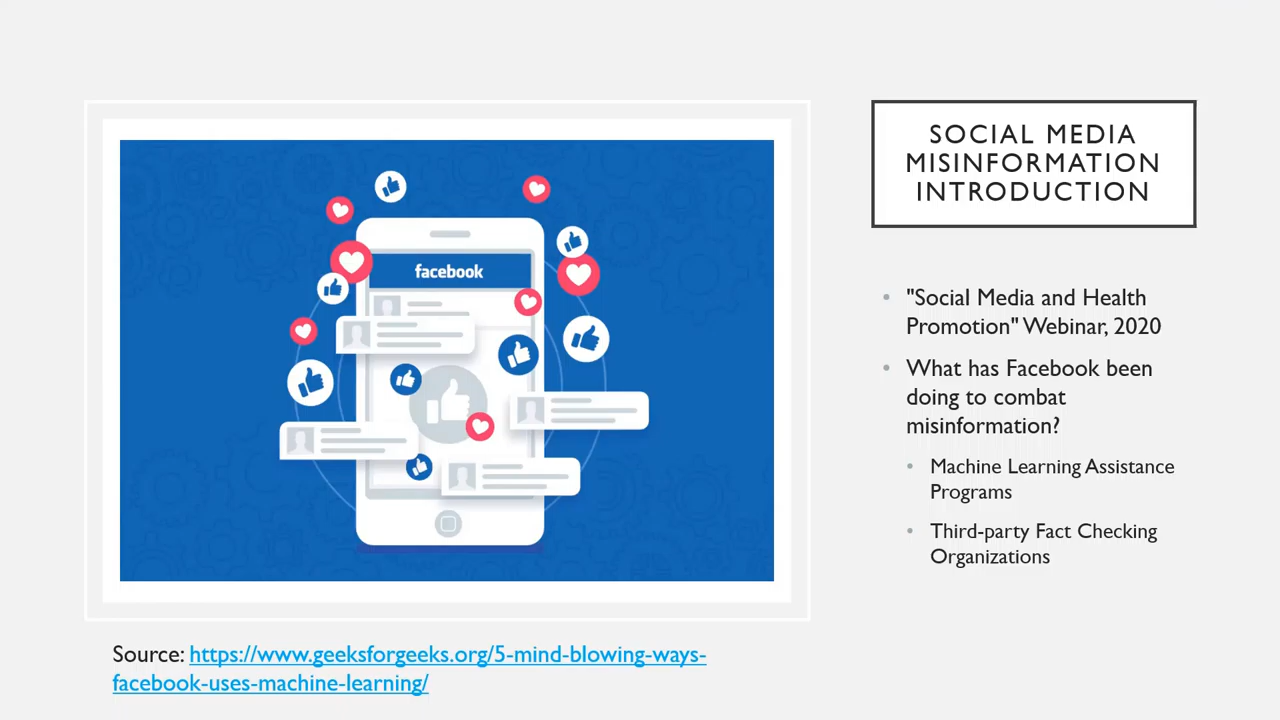 facebook
SOCIAL MEDIA
MISINFORMATION
INTRODUCTION
"Social Media and Health
Promotion" Webinar, 2020
What has Facebook been
doing to combat
misinformation?
Machine Learning Assistance
Programs
Third-party Fact Checking
Organizations
Source: https://www.geeksforgeeks.org/5-mind-blowing-ways-
facebook-uses-machine-learning/